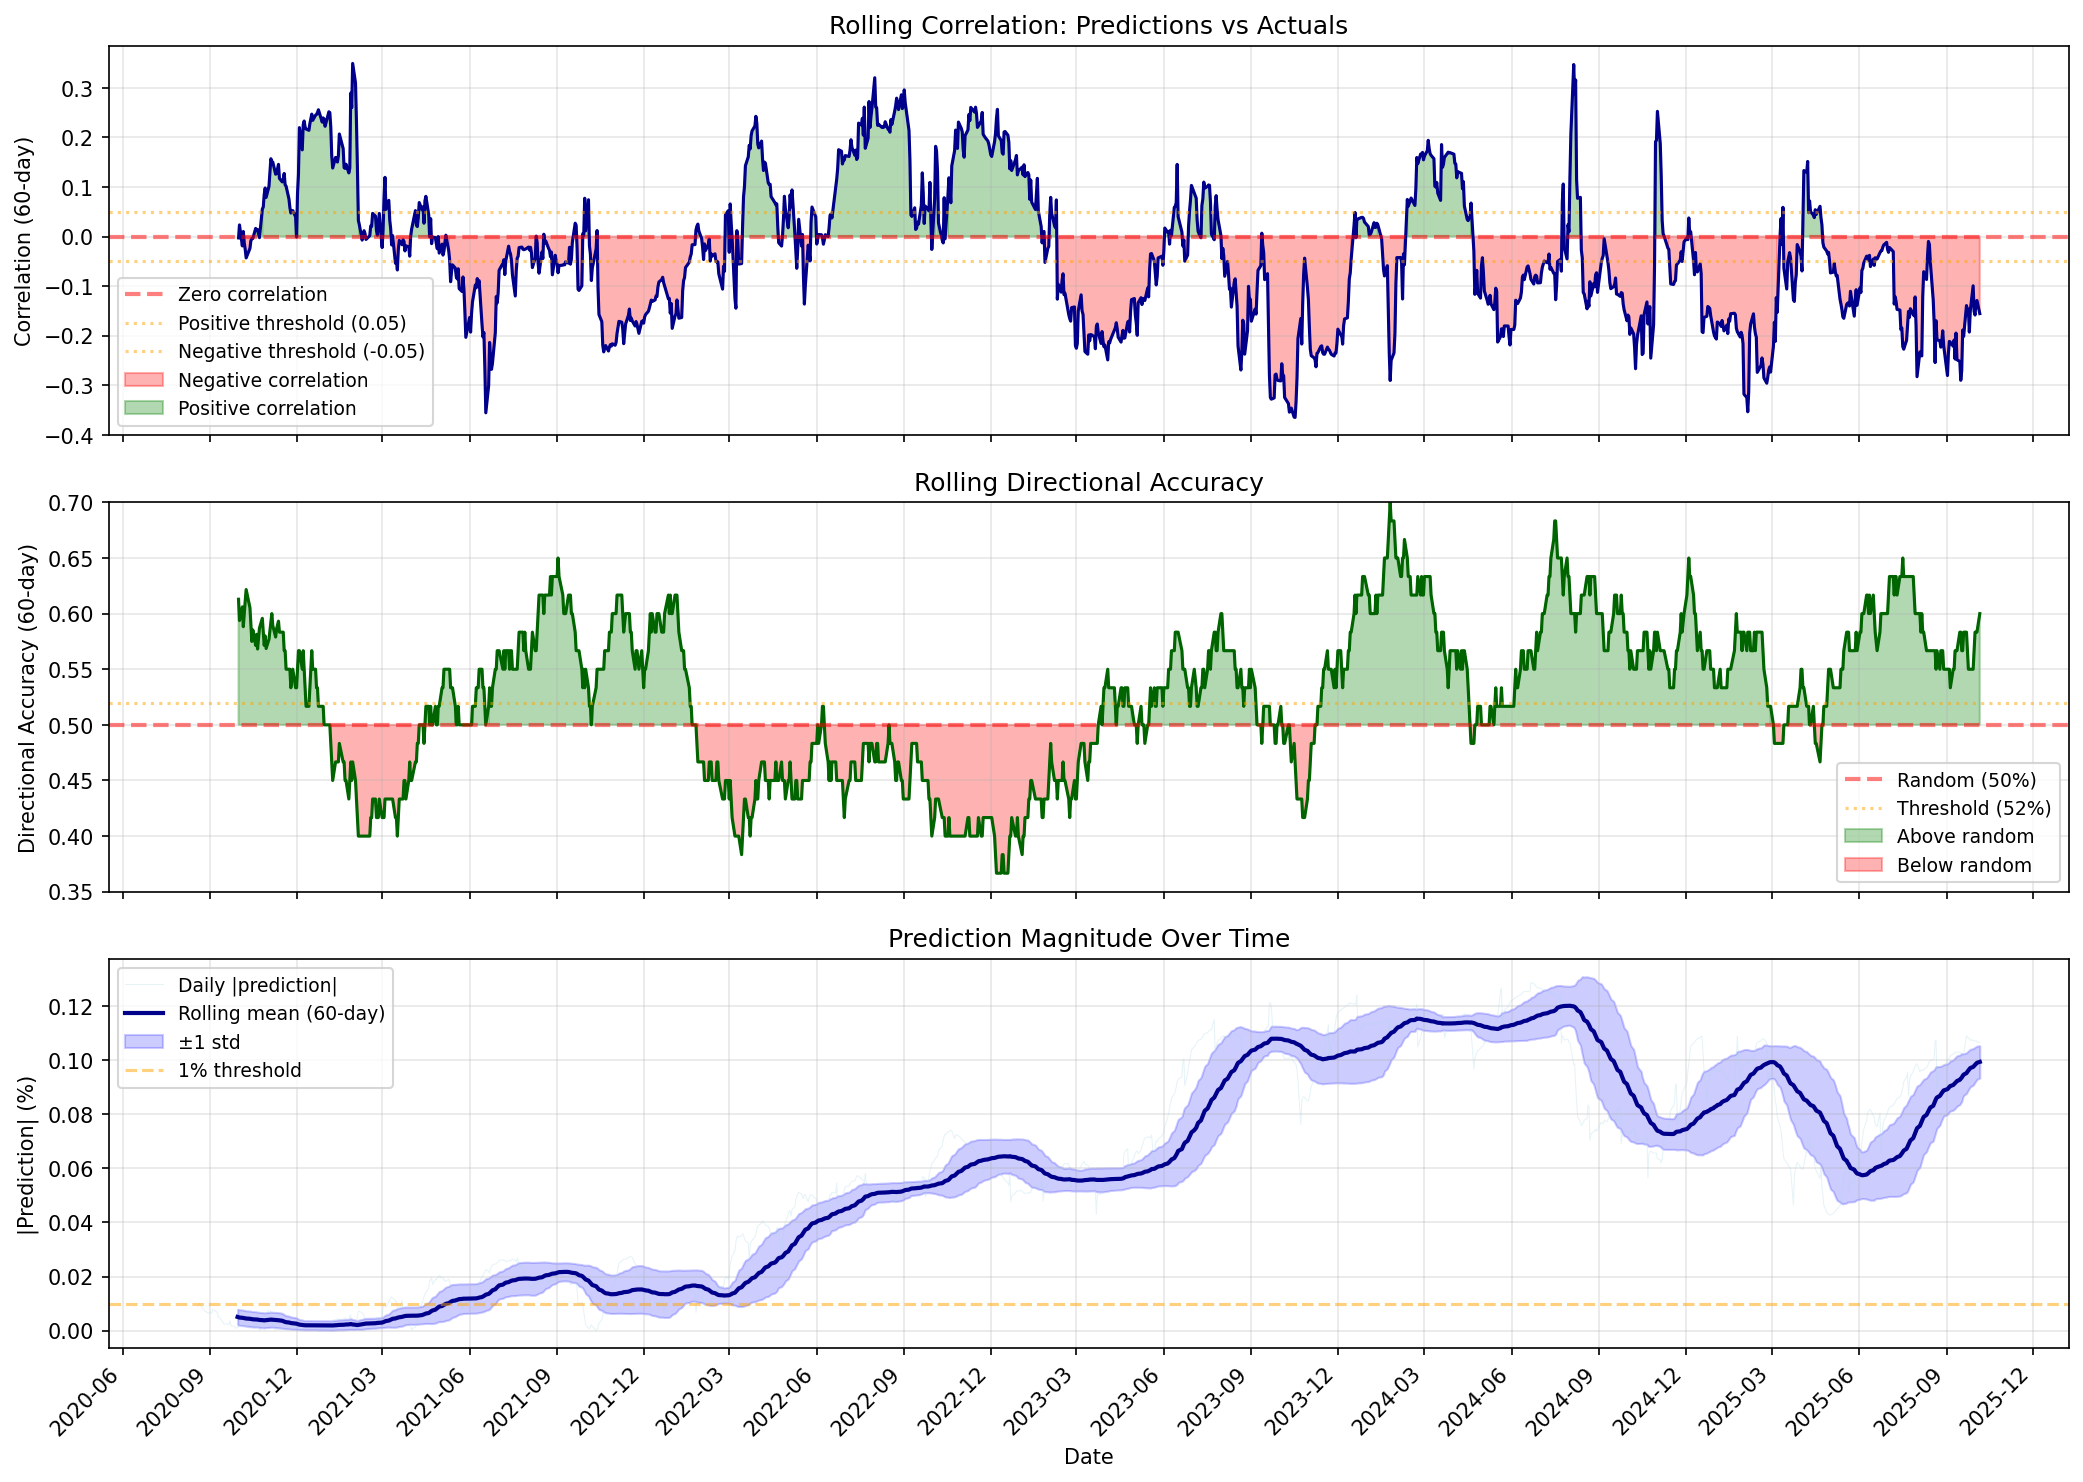 Rolling Correlation: Predictions vs Actuals
Correlation (60-day)
0.3
0.2
0.1
0.0
−0.1
−0.2
−0.3
−0.4
Zero correlation
Positive threshold (0.05)
Negative threshold (-0.05)
Negative correlation
Positive correlation
Rolling Directional Accuracy
Directional Accuracy (60-day)
0.70
0.65
0.60
0.55
0.50
0.45
0.40
0.35
Random (50%)
Threshold (52%)
Above random
Below random
Prediction Magnitude Over Time
|Prediction| (%)
0.12
0.10
0.08
0.06
0.04
0.02
0.00
Daily |prediction|
Rolling mean (60-day)
±1 std
1% threshold
2020-06
2020-09
2020-12
2021-03
2021-06
2021-09
2021-12
2022-03
2022-06
2022-09
2022-12
2023-03
2023-06
2023-09
2023-12
2024-03
2024-06
2024-09
2024-12
2025-03
2025-06
2025-09
2025-12
Date